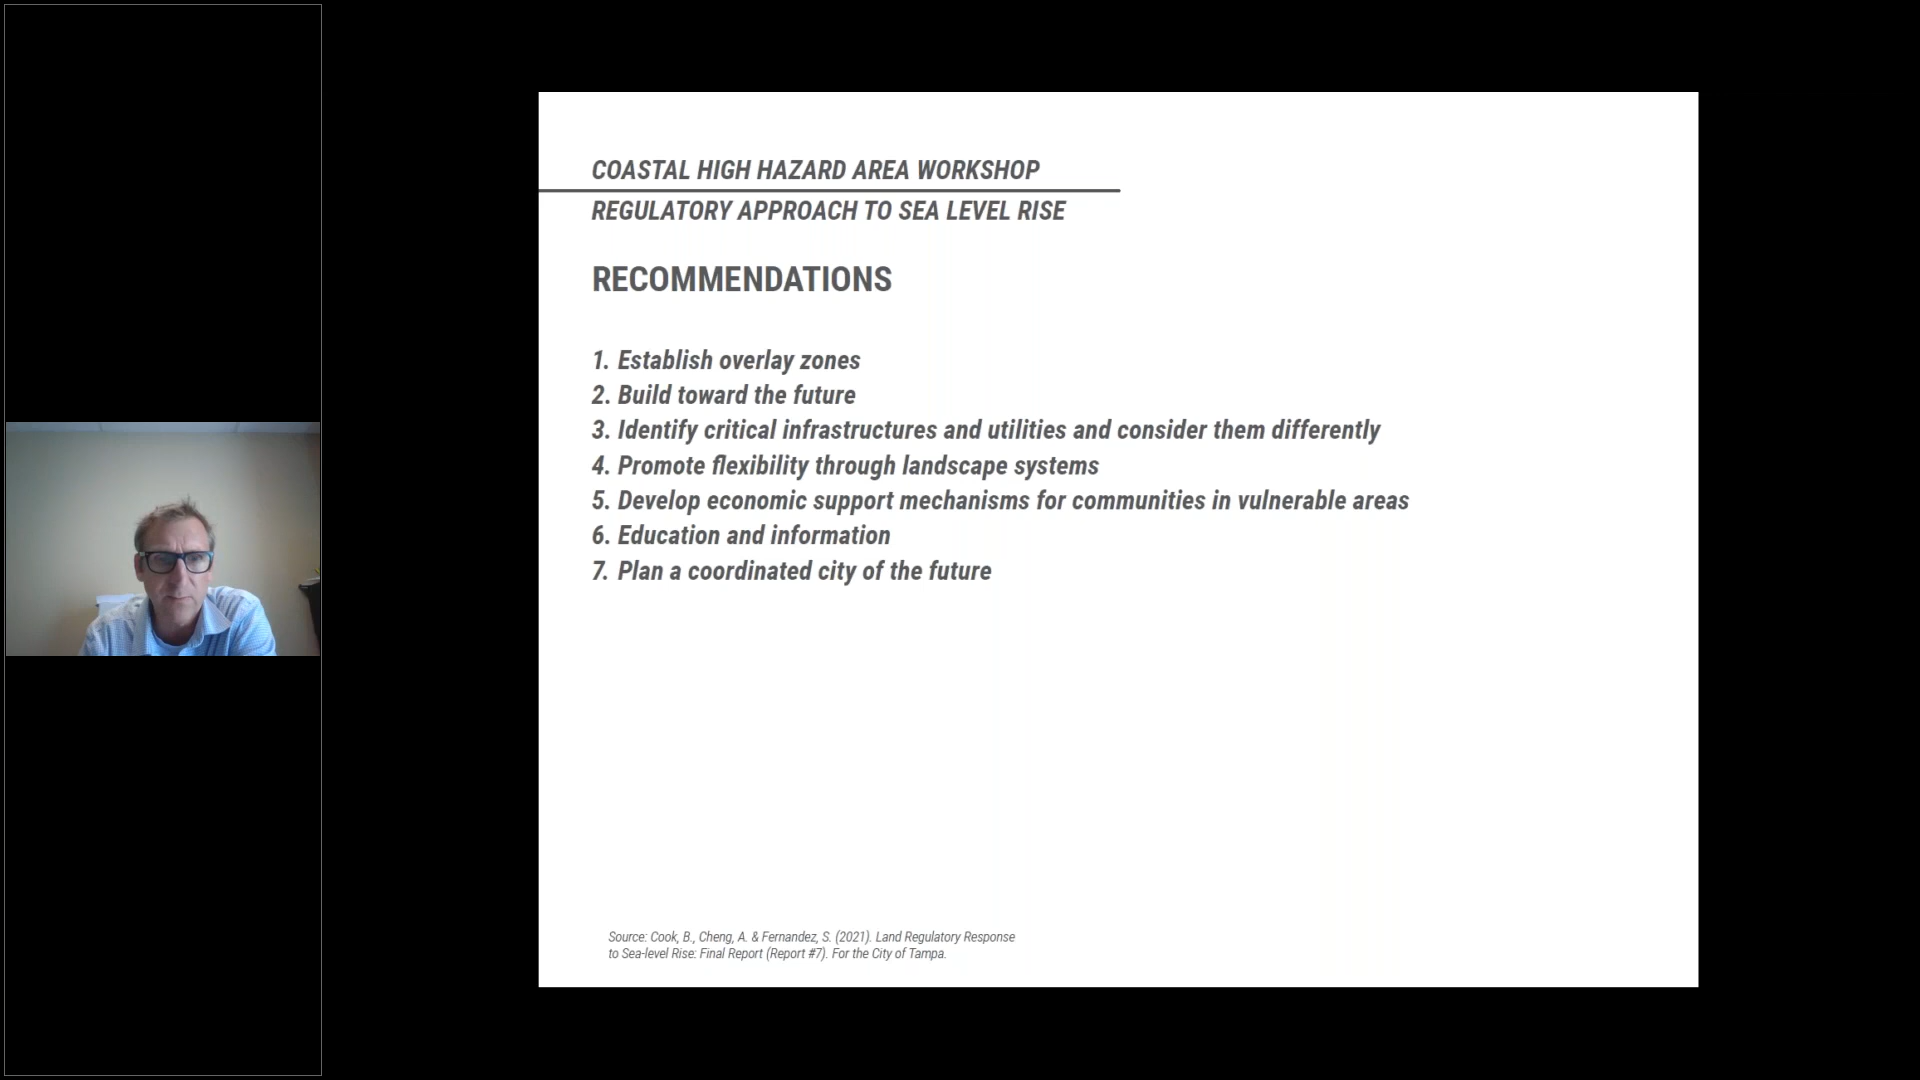 COASTAL HIGH HAZARD AREA WORKSHOP
REGULATORY APPROACH TO SEA LEVEL RISE
RECOMMENDATIONS
1. Establish overlay zones
2. Build toward the future
3. Identify critical infrastructures and utilities and consider them differently
4. Promote flexibility through landscape systems
5. Develop economic support mechanisms for communities in vulnerable areas
6. Education and information
7. Plan a coordinated city of the future
Source: Cook, B., Cheng, A. & Fernandez, S. (2021). Land Regulatory Response
to Sea-level Rise: Final Report (Report #7). For the City of Tampa.